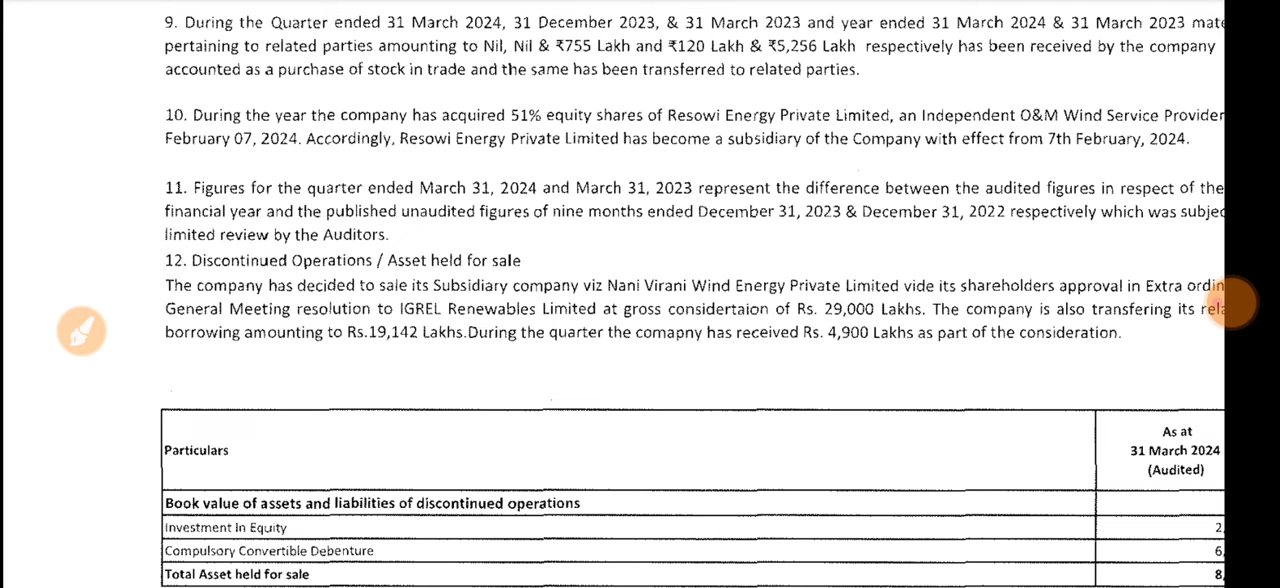 9. During the Quarter ended 31 March 2024, 31 December 2023, & 31 March 2023 and year ended 31 March 2024 & 31 March 2023 mate
pertaining to related parties amounting to Nil, Nil & ₹755 Lakh and ₹120 Lakh & ₹5,256 Lakh respectively has been received by the company
accounted as a purchase of stock in trade and the same has been transferred to related parties.
10. During the year the company has acquired 51% equity shares of Resowi Energy Private Limited, an Independent O&M Wind Service Provider
February 07, 2024. Accordingly, Resowi Energy Private Limited has become a subsidiary of the Company with effect from 7th February, 2024.
11. Figures for the quarter ended March 31, 2024 and March 31, 2023 represent the difference between the audited figures in respect of the
financial year and the published unaudited figures of nine months ended December 31, 2023 & December 31, 2022 respectively which was subjec
limited review by the Auditors.
12. Discontinued Operations / Asset held for sale
The company has decided to sale its Subsidiary company viz Nani Virani Wind Energy Private Limited vide its shareholders approval in Extra ordin
General Meeting resolution to IGREL Renewables Limited at gross considertaion of Rs. 29,000 Lakhs. The company is also transfering its rela
borrowing amounting to Rs.19,142 Lakhs.During the quarter the comapny has received Rs. 4,900 Lakhs as part of the consideration.
As at
Particulars 31 March 2024
(Audited)
Book value of assets and liabilities of discontinued operations
Investment in Equity 2,
Compulsory Convertible Debenture 6,
Total Asset held for sale 8,